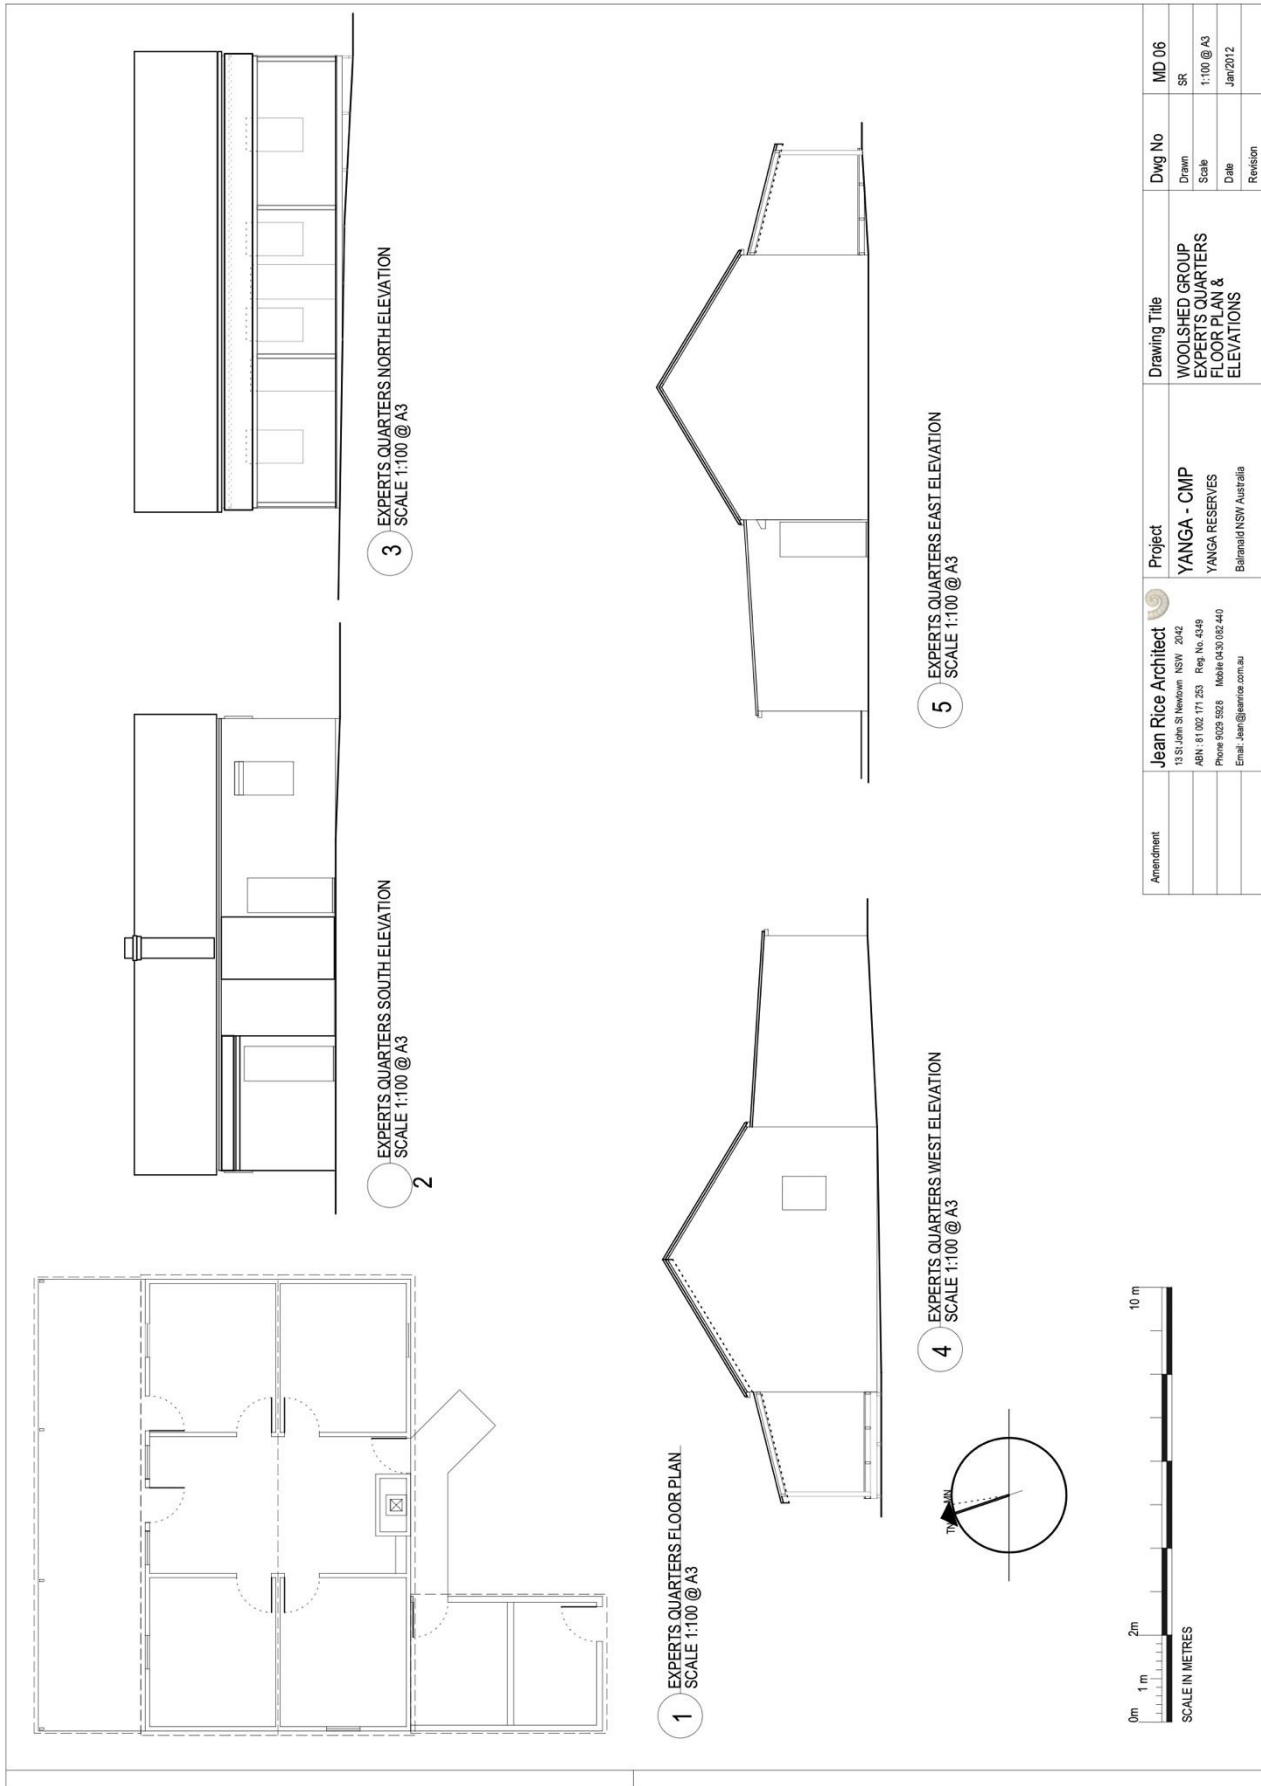 1
EXPERTS QUARTERS FLOOR PLAN
SCALE 1:100 @ A3
2
EXPERTS QUARTERS SOUTH ELEVATION
SCALE 1:100 @ A3
3
EXPERTS QUARTERS NORTH ELEVATION
SCALE 1:100 @ A3
4
EXPERTS QUARTERS WEST ELEVATION
SCALE 1:100 @ A3
5
EXPERTS QUARTERS EAST ELEVATION
SCALE 1:100 @ A3
TN
MN
0m
1 m
2m
10 m
SCALE IN METRES
Amendment
Jean Rice Architect
13 St John St Newtown NSW 2042
ABN : 81 002 171 253 Reg. No. 4349
Phone 9029 5928 Mobile 0430 082 440
Email: Jean@jeanrice.com.au
Project
YANGA - CMP
YANGA RESERVES
Balranald NSW Australia
Drawing Title
WOOLSHED GROUP
EXPERTS QUARTERS
FLOOR PLAN &
ELEVATIONS
Dwg No MD 06
Drawn SR
Scale 1:100 @ A3
Date Jan/2012
Revision